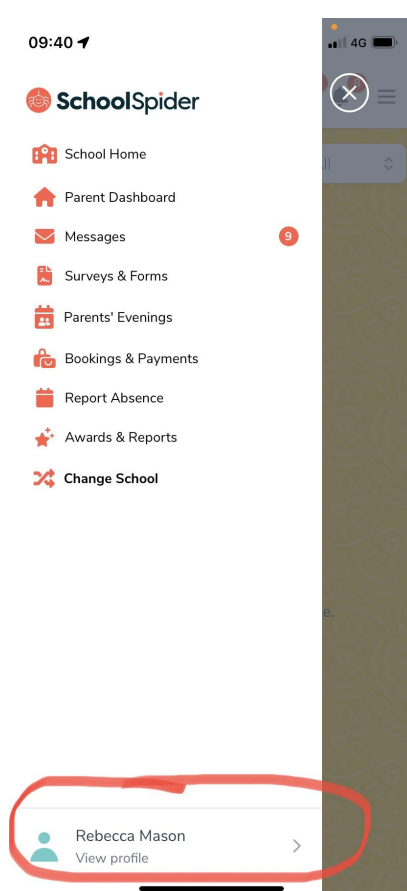 09:40
4G
SchoolSpider
School Home
Parent Dashboard
Messages
9
Surveys & Forms
Parents' Evenings
Bookings & Payments
Report Absence
Awards & Reports
Change School
e.
Rebecca Mason
View profile